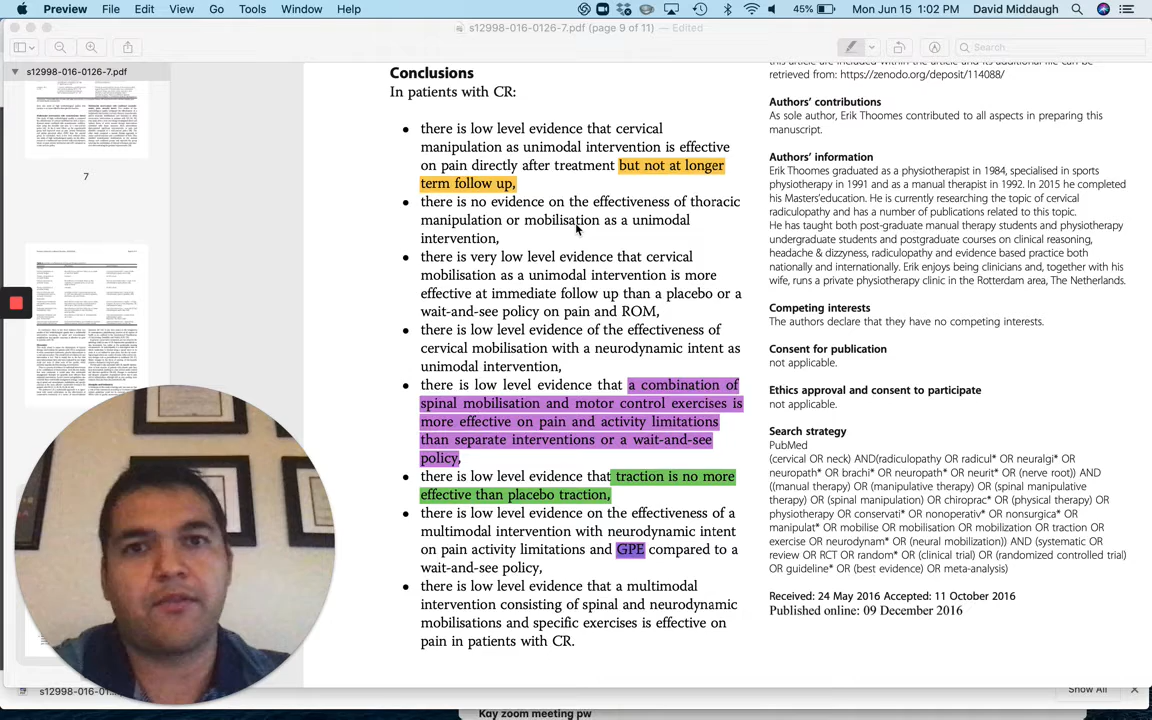 Preview File Edit View Go Tools Window Help 45% Mon Jun 15 1:02 PM David Middaugh
s12998-016-0126-7.pdf (page 9 of 11) — Edited
Search
s12998-016-0126-7.pdf
7
Conclusions
In patients with CR:
• there is low level evidence that cervical
manipulation as unimodal intervention is effective
on pain directly after treatment but not at longer
term follow up,
• there is no evidence on the effectiveness of thoracic
manipulation or mobilisation as a unimodal
intervention,
• there is very low level evidence that cervical
mobilisation as a unimodal intervention is more
effective at immediate follow up than a placebo or a
wait-and-see policy on pain and ROM,
• there is low level evidence of the effectiveness of
cervical mobilisation with a neurodynamic intent as
unimodal intervention,
• there is low level evidence that a combination of
spinal mobilisation and motor control exercises is
more effective on pain and activity limitations
than separate interventions or a wait-and-see
policy,
• there is low level evidence that traction is no more
effective than placebo traction,
• there is low level evidence on the effectiveness of a
multimodal intervention with neurodynamic intent
on pain activity limitations and GPE compared to a
wait-and-see policy,
• there is low level evidence that a multimodal
intervention consisting of spinal and neurodynamic
mobilisations and specific exercises is effective on
pain in patients with CR.
this article are included within the article and its additional file can be
retrieved from: https://zenodo.org/deposit/114088/
Authors' contributions
As sole author, Erik Thoomes contributed to all aspects in preparing this
manuscript.
Authors' information
Erik Thoomes graduated as a physiotherapist in 1984, specialised in sports
physiotherapy in 1991 and as a manual therapist in 1992. In 2015 he completed
his Masters'education. He is currently researching the topic of cervical
radiculopathy and has a number of publications related to this topic.
He has taught both post-graduate manual therapy students and physiotherapy
undergraduate students and postgraduate courses on clinical reasoning,
headache & dizzyness, radiculopathy and evidence based practice both
nationally and internationally. Erik enjoys being clinicians and, together with his
wife, runs a private physiotherapy clinic in the Rotterdam area, The Netherlands.
Competing interests
The authors declare that they have no competing interests.
Consent for publication
not applicable.
Ethics approval and consent to participate
not applicable.
Search strategy
PubMed
(cervical OR neck) AND(radiculopathy OR radicul* OR neuralgi* OR
neuropath* OR brachi* OR neuropath* OR neurit* OR (nerve root)) AND
((manual therapy) OR (manipulative therapy) OR (spinal manipulative
therapy) OR (spinal manipulation) OR chiroprac* OR (physical therapy) OR
physiotherapy OR conservati* OR nonoperativ* OR nonsurgica* OR
manipulat* OR mobilise OR mobilisation OR mobilization OR traction OR
exercise OR neurodynam* OR (neural mobilization)) AND (systematic OR
review OR RCT OR random* OR (clinical trial) OR (randomized controlled trial)
OR guideline* OR (best evidence) OR meta-analysis)
Received: 24 May 2016 Accepted: 11 October 2016
Published online: 09 December 2016
s12998-016-01
Show All
Kay zoom meeting pw